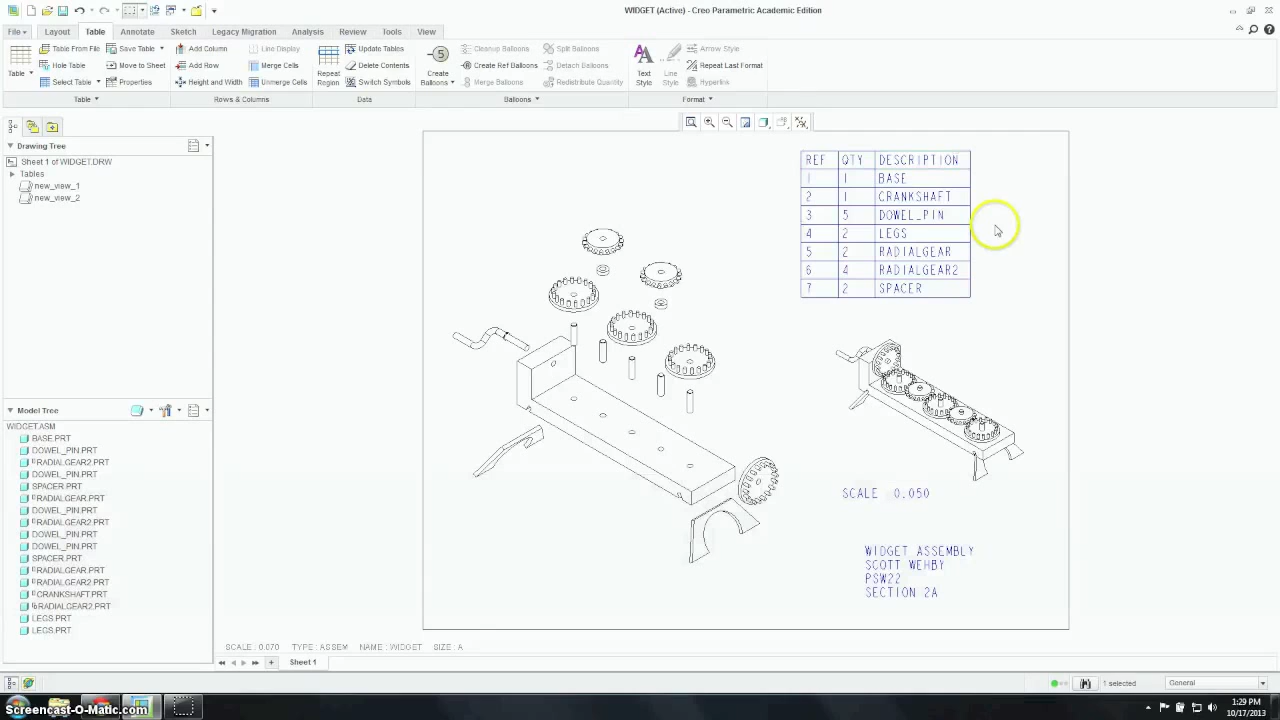 WIDGET (Active) - Creo Parametric Academic Edition
File Layout Table Annotate Sketch Legacy Migration Analysis Review Tools View
Table From File Save Table Add Column Line Display Update Tables Cleanup Balloons Split Balloons Arrow Style
Hole Table Move to Sheet Add Row Merge Cells Delete Contents Create Ref Balloons Detach Balloons Repeat Last Format
Table Select Table Properties Height and Width Unmerge Cells Repeat Region Switch Symbols Create Balloons Merge Balloons Redistribute Quantity Text Style Line Style Hyperlink
Table Rows & Columns Data Balloons Format
Drawing Tree
Sheet 1 of WIDGET.DRW
Tables
new_view_1
new_view_2
Model Tree
WIDGET.ASM
BASE.PRT
DOWEL_PIN.PRT
RADIALGEAR2.PRT
DOWEL_PIN.PRT
SPACER.PRT
RADIALGEAR.PRT
DOWEL_PIN.PRT
RADIALGEAR2.PRT
DOWEL_PIN.PRT
DOWEL_PIN.PRT
SPACER.PRT
RADIALGEAR.PRT
RADIALGEAR2.PRT
CRANKSHAFT.PRT
RADIALGEAR2.PRT
LEGS.PRT
LEGS.PRT
REF QTY DESCRIPTION
1 1 BASE
2 1 CRANKSHAFT
3 5 DOWEL_PIN
4 2 LEGS
5 2 RADIALGEAR
6 4 RADIALGEAR2
7 2 SPACER
SCALE 0.050
WIDGET ASSEMBLY
SCOTT WEHBY
PSW22
SECTION 2A
SCALE : 0.070 TYPE : ASSEM NAME : WIDGET SIZE : A
Sheet 1
1 selected General
Screencast-O-Matic.com
1:29 PM
10/17/2013